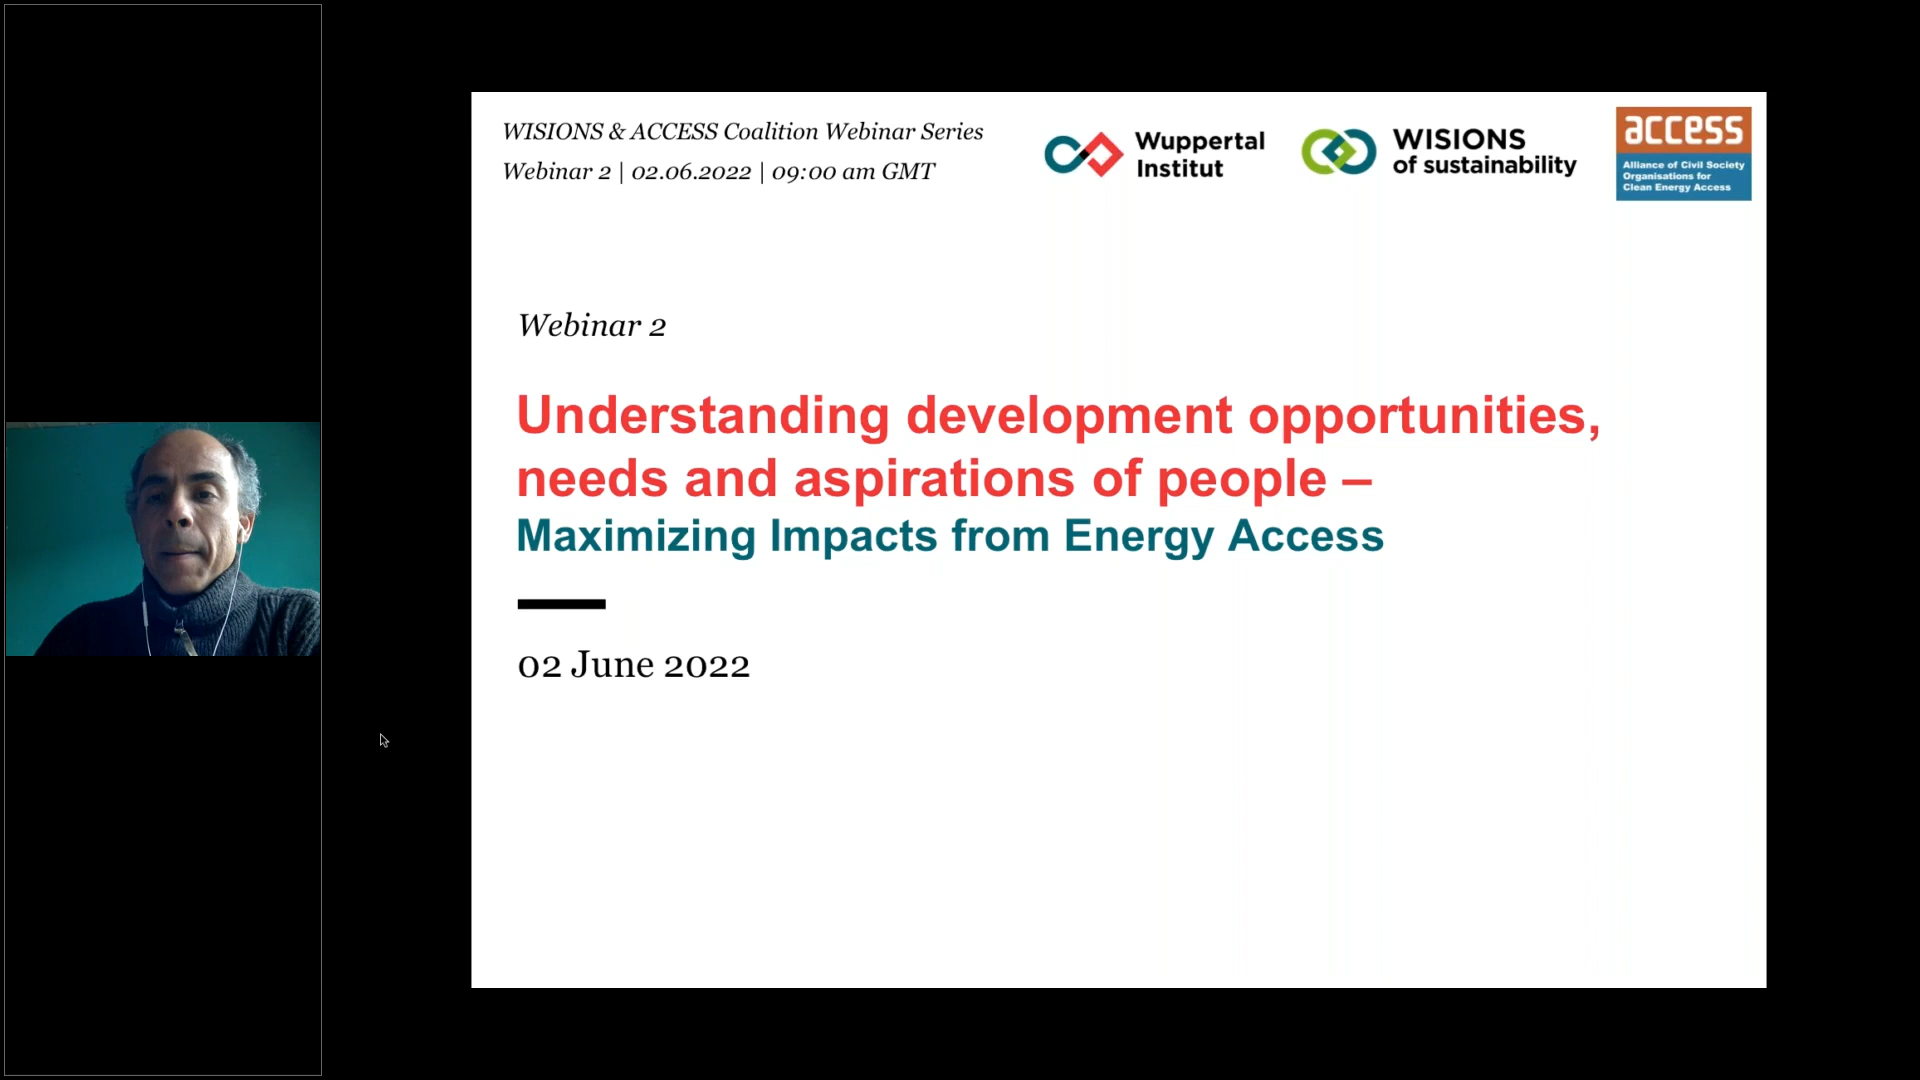 WISIONS & ACCESS Coalition Webinar Series
Webinar 2 | 02.06.2022 | 09:00 am GMT
Wuppertal
Institut
WISIONS
of sustainability
access
Alliance of Civil Society
Organisations for
Clean Energy Access
Webinar 2
Understanding development opportunities,
needs and aspirations of people –
Maximizing Impacts from Energy Access
02 June 2022